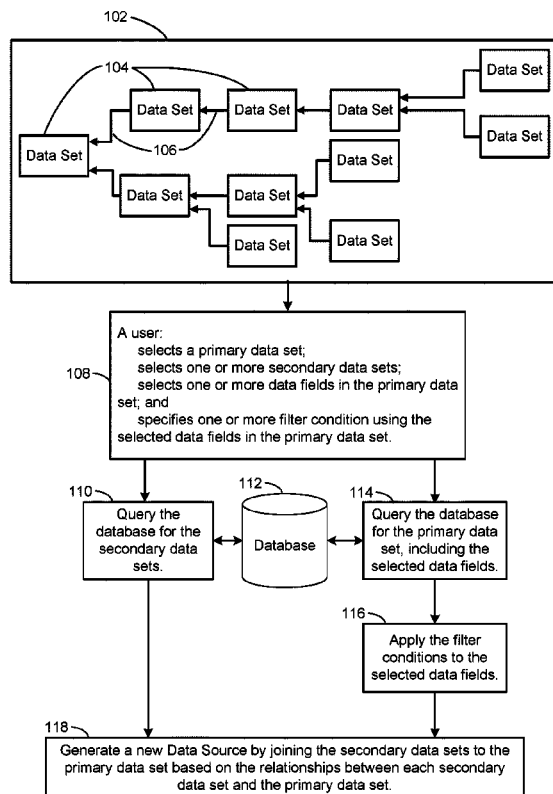 102
104
Data Set
Data Set
Data Set
Data Set
Data Set
106
Data Set
Data Set
Data Set
Data Set
Data Set
Data Set
108
A user:
selects a primary data set;
selects one or more secondary data sets;
selects one or more data fields in the primary data
set; and
specifies one or more filter condition using the
selected data fields in the primary data set.
110
Query the
database for the
secondary data
sets.
112
Database
114
Query the database
for the primary data
set, including the
selected data fields.
116
Apply the filter
conditions to the
selected data fields.
118
Generate a new Data Source by joining the secondary data sets to the
primary data set based on the relationships between each secondary
data set and the primary data set.